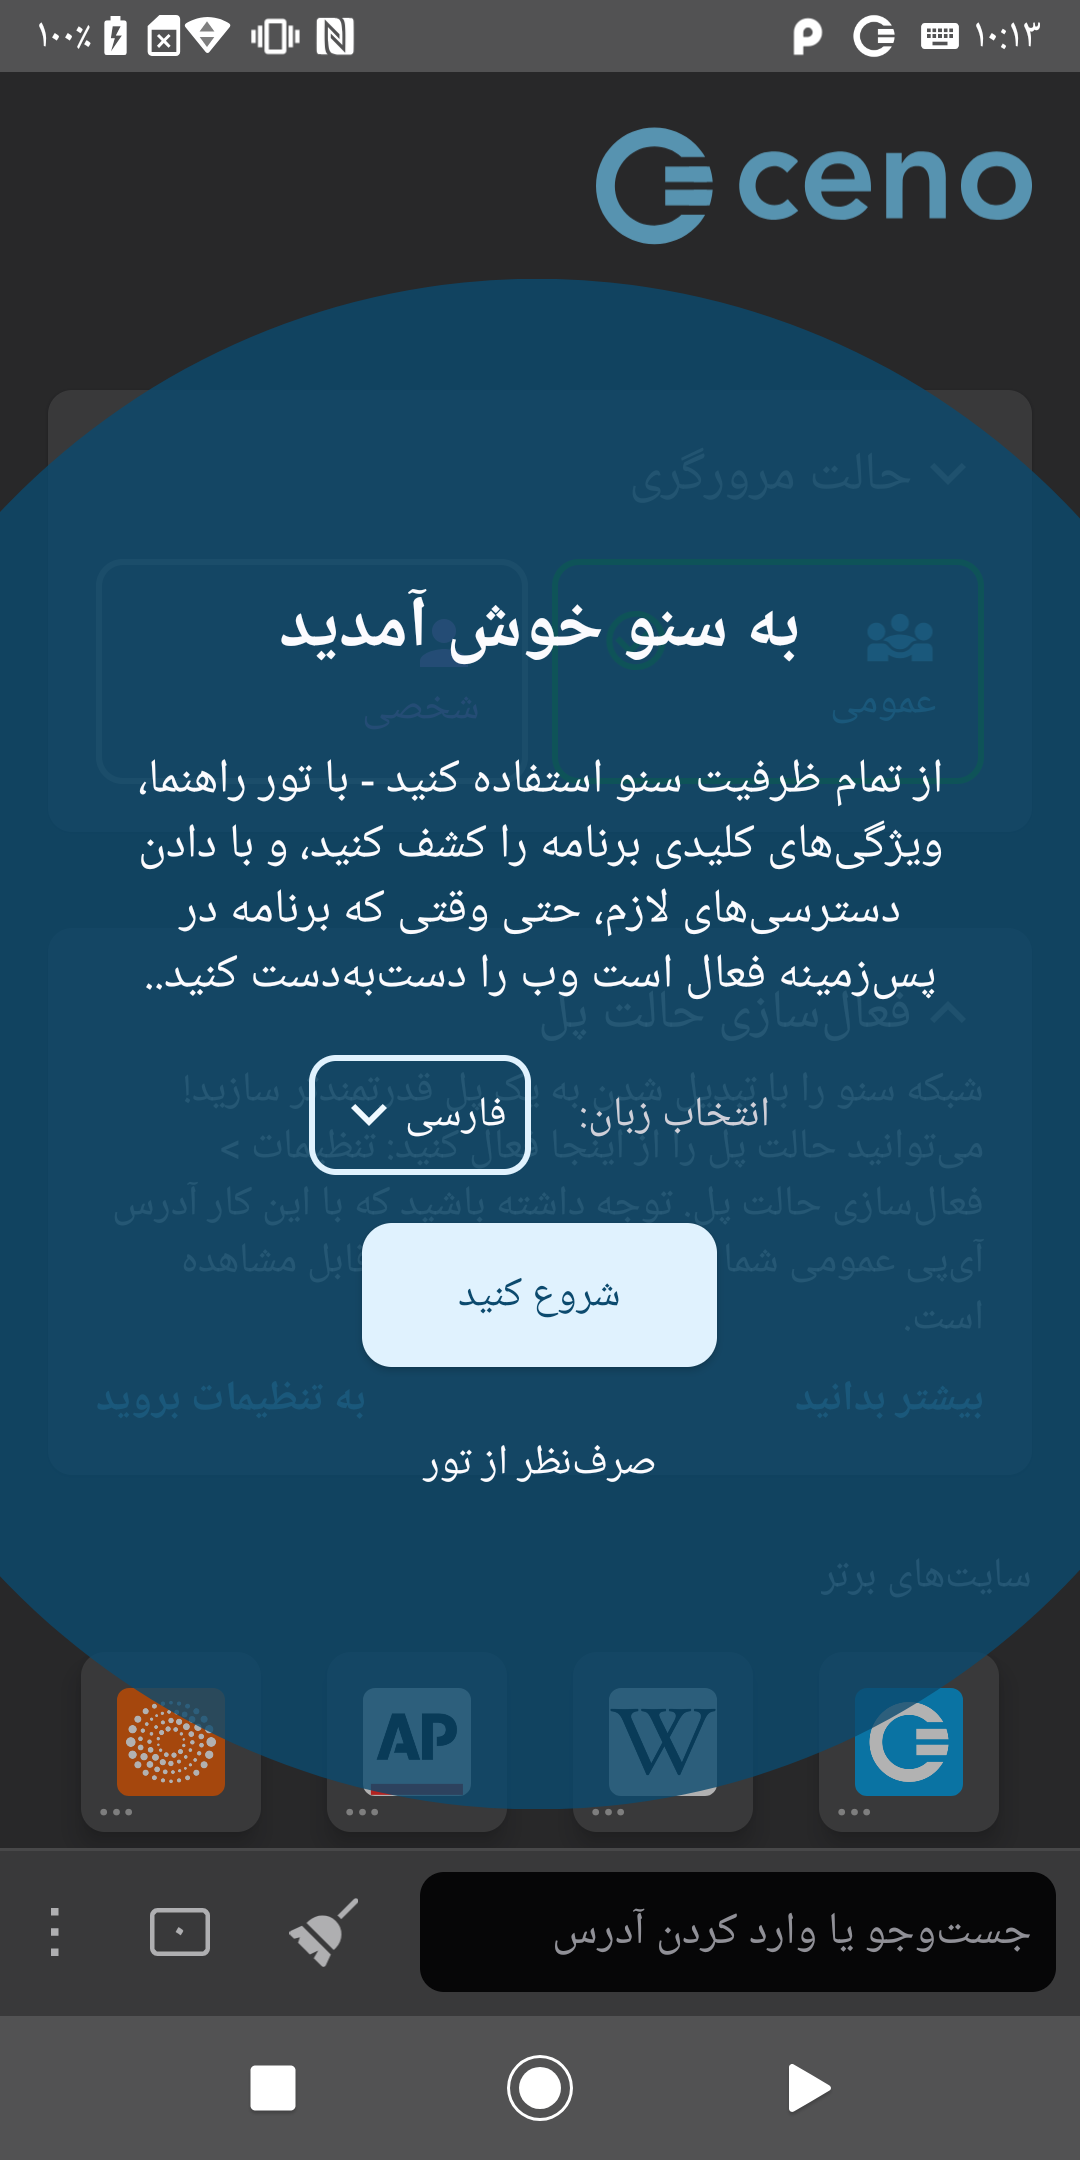 ۱۰:۱۳
۱۰۰٪
ceno
حالت مرورگری
عمومی
شخصی
به سنو خوش آمدید
از تمام ظرفیت سنو استفاده کنید - با تور راهنما،
ویژگی‌های کلیدی برنامه را کشف کنید، و با دادن
دسترسی‌های لازم، حتی وقتی که برنامه در
پس‌زمینه فعال است وب را دست‌به‌دست کنید..
فعال‌سازی حالت پل
شبکه سنو را با تبدیل شدن به یک پل قدرتمندتر سازید!
انتخاب زبان:
فارسی
می‌توانید حالت پل را از اینجا فعال کنید: تنظیمات >
فعال‌سازی حالت پل. توجه داشته باشید که با این کار آدرس
آی‌پی عمومی شما قابل مشاهده
است.
شروع کنید
بیشتر بدانید
به تنظیمات بروید
صرف‌نظر از تور
سایت‌های برتر
AP
W
جست‌وجو یا وارد کردن آدرس